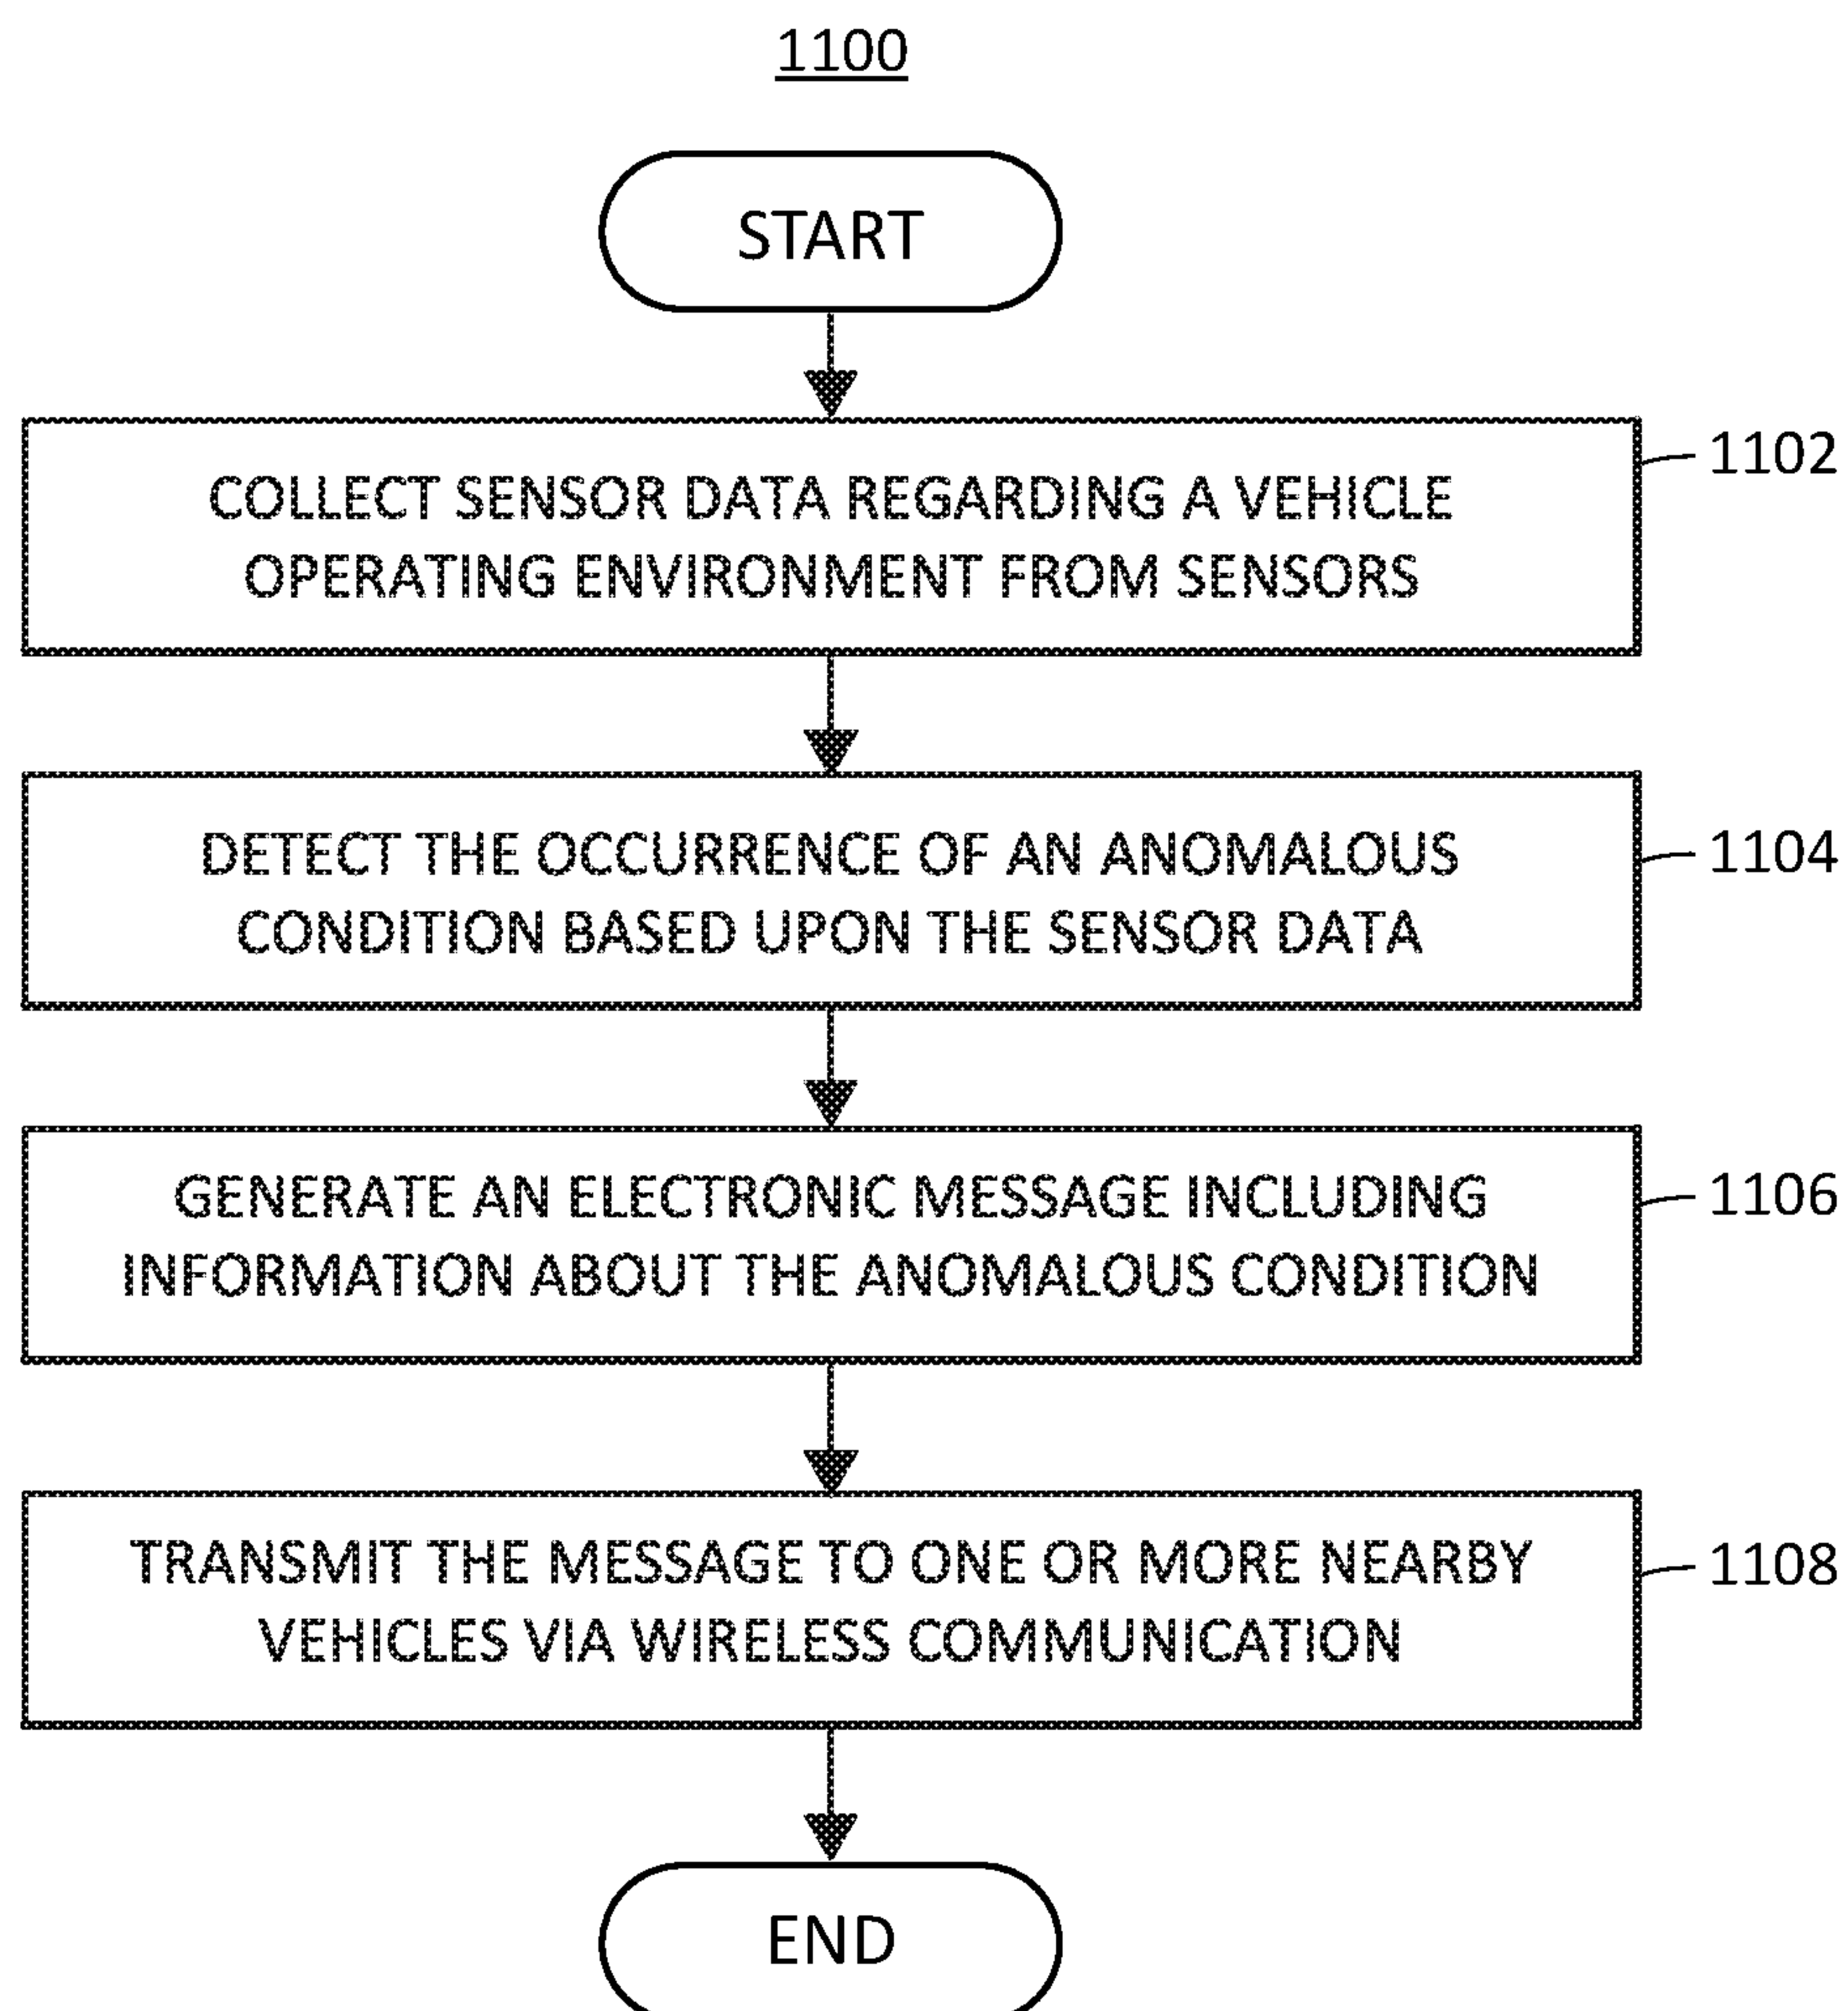 1100
START
COLLECT SENSOR DATA REGARDING A VEHICLE
OPERATING ENVIRONMENT FROM SENSORS
1102
DETECT THE OCCURRENCE OF AN ANOMALOUS
CONDITION BASED UPON THE SENSOR DATA
1104
GENERATE AN ELECTRONIC MESSAGE INCLUDING
INFORMATION ABOUT THE ANOMALOUS CONDITION
1106
TRANSMIT THE MESSAGE TO ONE OR MORE NEARBY
VEHICLES VIA WIRELESS COMMUNICATION
1108
END